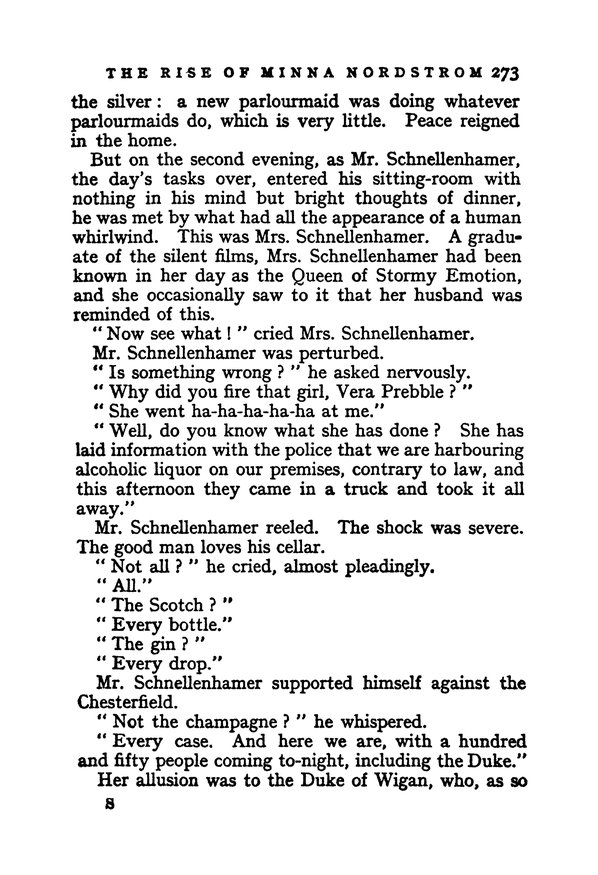 THE RISE OF MINNA NORDSTROM 273
the silver : a new parlourmaid was doing whatever
parlourmaids do, which is very little. Peace reigned
in the home.
But on the second evening, as Mr. Schnellenhamer,
the day's tasks over, entered his sitting-room with
nothing in his mind but bright thoughts of dinner,
he was met by what had all the appearance of a human
whirlwind. This was Mrs. Schnellenhamer. A gradu-
ate of the silent films, Mrs. Schnellenhamer had been
known in her day as the Queen of Stormy Emotion,
and she occasionally saw to it that her husband was
reminded of this.
" Now see what ! " cried Mrs. Schnellenhamer.
Mr. Schnellenhamer was perturbed.
" Is something wrong ? " he asked nervously.
" Why did you fire that girl, Vera Prebble ? "
" She went ha-ha-ha-ha-ha at me."
" Well, do you know what she has done ? She has
laid information with the police that we are harbouring
alcoholic liquor on our premises, contrary to law, and
this afternoon they came in a truck and took it all
away."
Mr. Schnellenhamer reeled. The shock was severe.
The good man loves his cellar.
" Not all ? " he cried, almost pleadingly.
" All."
" The Scotch ? "
" Every bottle."
" The gin ? "
" Every drop."
Mr. Schnellenhamer supported himself against the
Chesterfield.
" Not the champagne ? " he whispered.
" Every case. And here we are, with a hundred
and fifty people coming to-night, including the Duke."
Her allusion was to the Duke of Wigan, who, as so
S